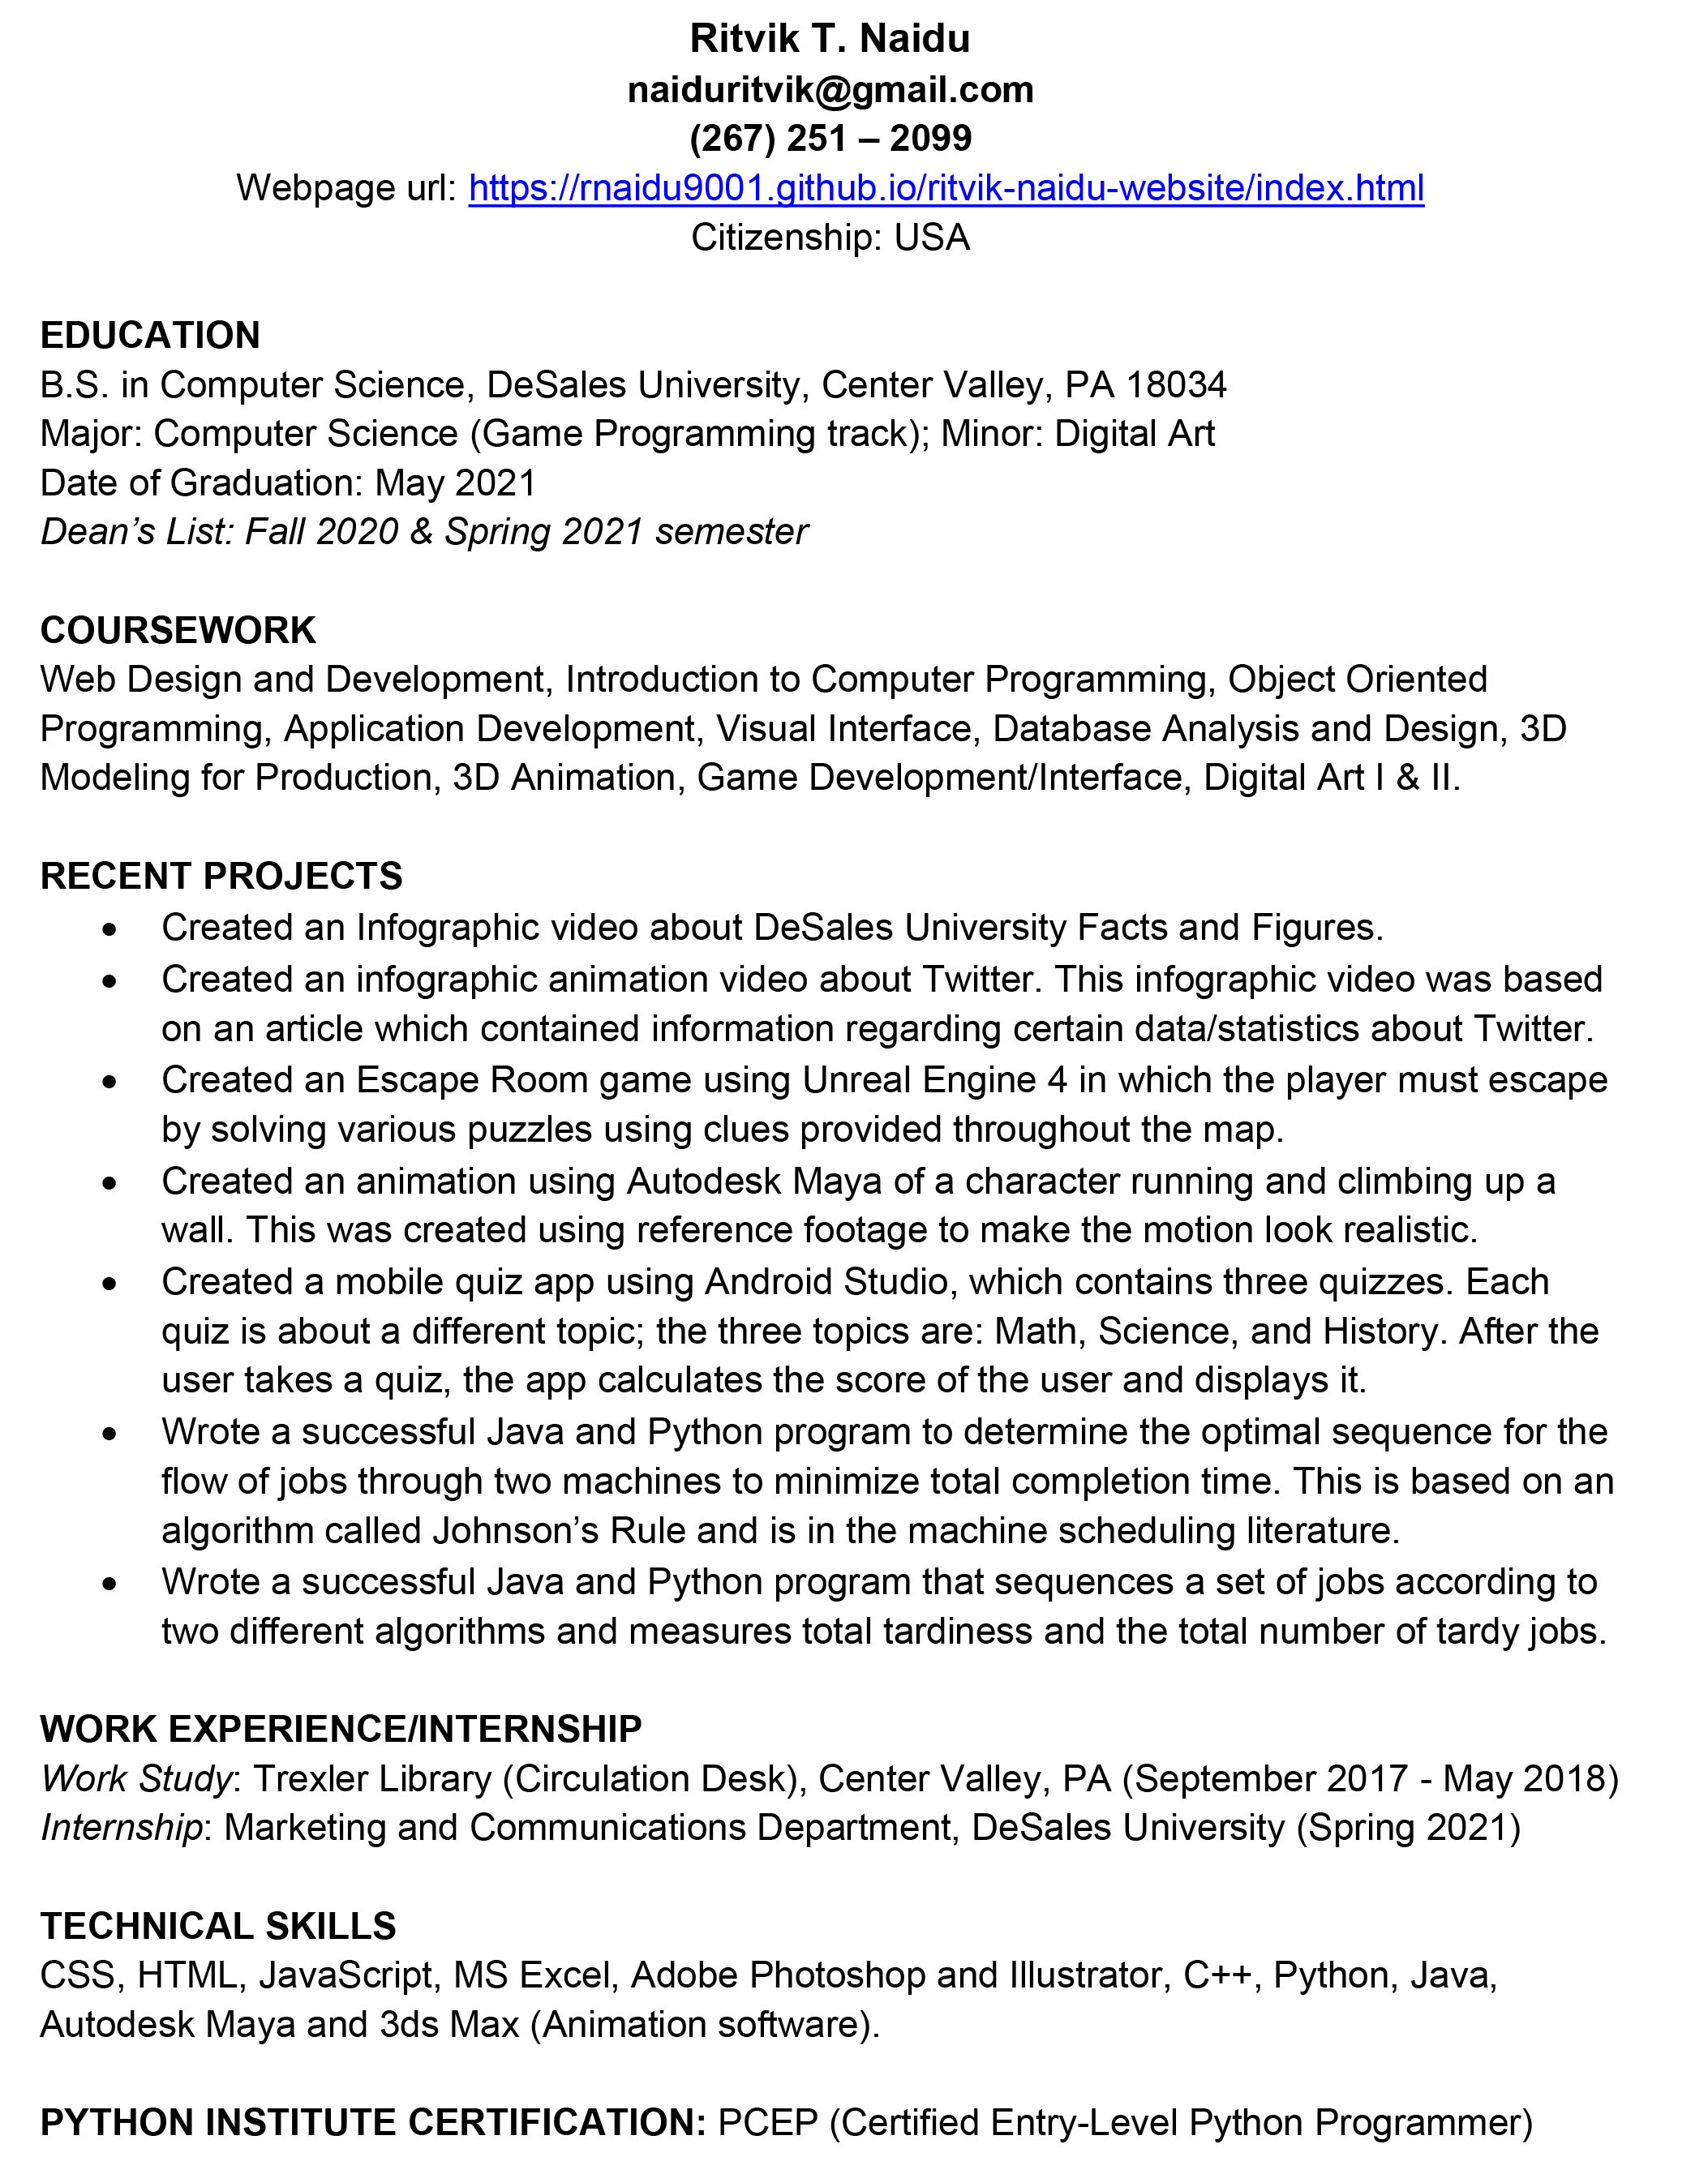 Ritvik T. Naidu
naiduritvik@gmail.com
(267) 251 – 2099
Webpage url: https://rnaidu9001.github.io/ritvik-naidu-website/index.html
Citizenship: USA
EDUCATION
B.S. in Computer Science, DeSales University, Center Valley, PA 18034
Major: Computer Science (Game Programming track); Minor: Digital Art
Date of Graduation: May 2021
Dean’s List: Fall 2020 & Spring 2021 semester
COURSEWORK
Web Design and Development, Introduction to Computer Programming, Object Oriented
Programming, Application Development, Visual Interface, Database Analysis and Design, 3D
Modeling for Production, 3D Animation, Game Development/Interface, Digital Art I & II.
RECENT PROJECTS
• Created an Infographic video about DeSales University Facts and Figures.
• Created an infographic animation video about Twitter. This infographic video was based
on an article which contained information regarding certain data/statistics about Twitter.
• Created an Escape Room game using Unreal Engine 4 in which the player must escape
by solving various puzzles using clues provided throughout the map.
• Created an animation using Autodesk Maya of a character running and climbing up a
wall. This was created using reference footage to make the motion look realistic.
• Created a mobile quiz app using Android Studio, which contains three quizzes. Each
quiz is about a different topic; the three topics are: Math, Science, and History. After the
user takes a quiz, the app calculates the score of the user and displays it.
• Wrote a successful Java and Python program to determine the optimal sequence for the
flow of jobs through two machines to minimize total completion time. This is based on an
algorithm called Johnson’s Rule and is in the machine scheduling literature.
• Wrote a successful Java and Python program that sequences a set of jobs according to
two different algorithms and measures total tardiness and the total number of tardy jobs.
WORK EXPERIENCE/INTERNSHIP
Work Study: Trexler Library (Circulation Desk), Center Valley, PA (September 2017 - May 2018)
Internship: Marketing and Communications Department, DeSales University (Spring 2021)
TECHNICAL SKILLS
CSS, HTML, JavaScript, MS Excel, Adobe Photoshop and Illustrator, C++, Python, Java,
Autodesk Maya and 3ds Max (Animation software).
PYTHON INSTITUTE CERTIFICATION: PCEP (Certified Entry-Level Python Programmer)